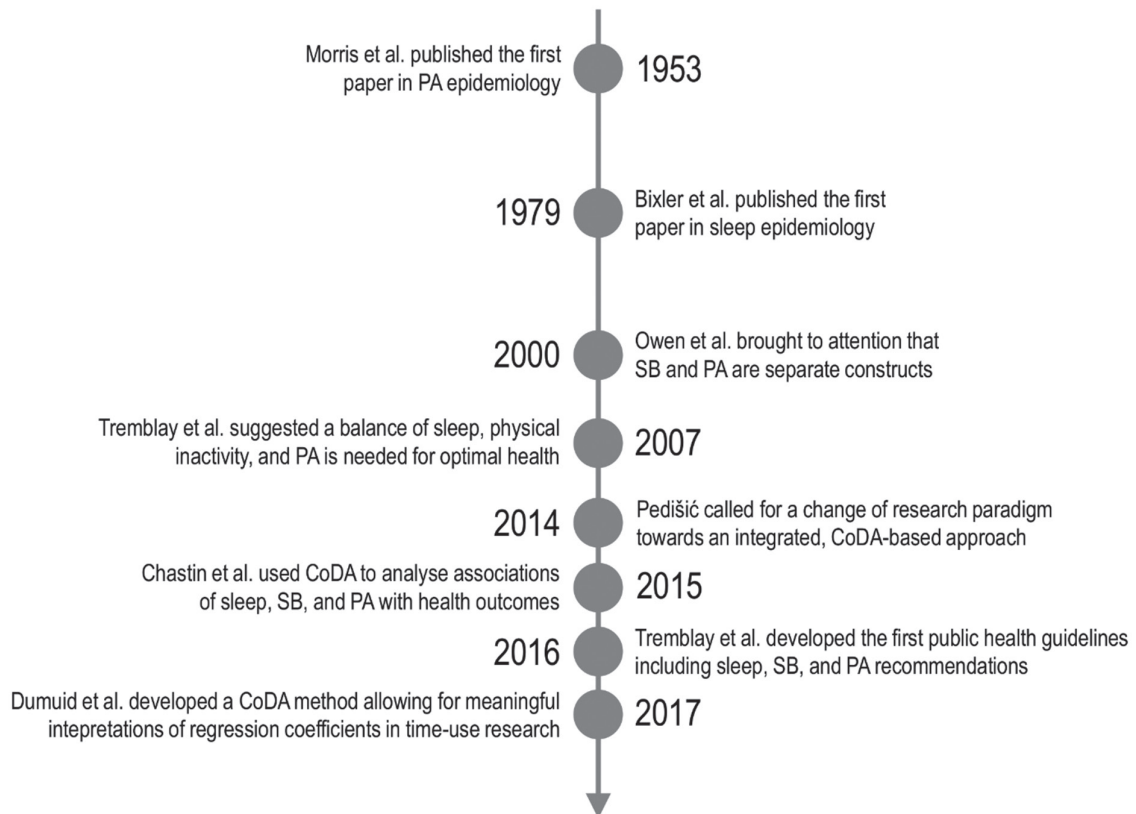 Morris et al. published the first
paper in PA epidemiology
1953
1979
Bixler et al. published the first
paper in sleep epidemiology
2000
Owen et al. brought to attention that
SB and PA are separate constructs
Tremblay et al. suggested a balance of sleep, physical
inactivity, and PA is needed for optimal health
2007
2014
Pedišić called for a change of research paradigm
towards an integrated, CoDA-based approach
Chastin et al. used CoDA to analyse associations
of sleep, SB, and PA with health outcomes
2015
2016
Tremblay et al. developed the first public health guidelines
including sleep, SB, and PA recommendations
Dumuid et al. developed a CoDA method allowing for meaningful
intepretations of regression coefficients in time-use research
2017